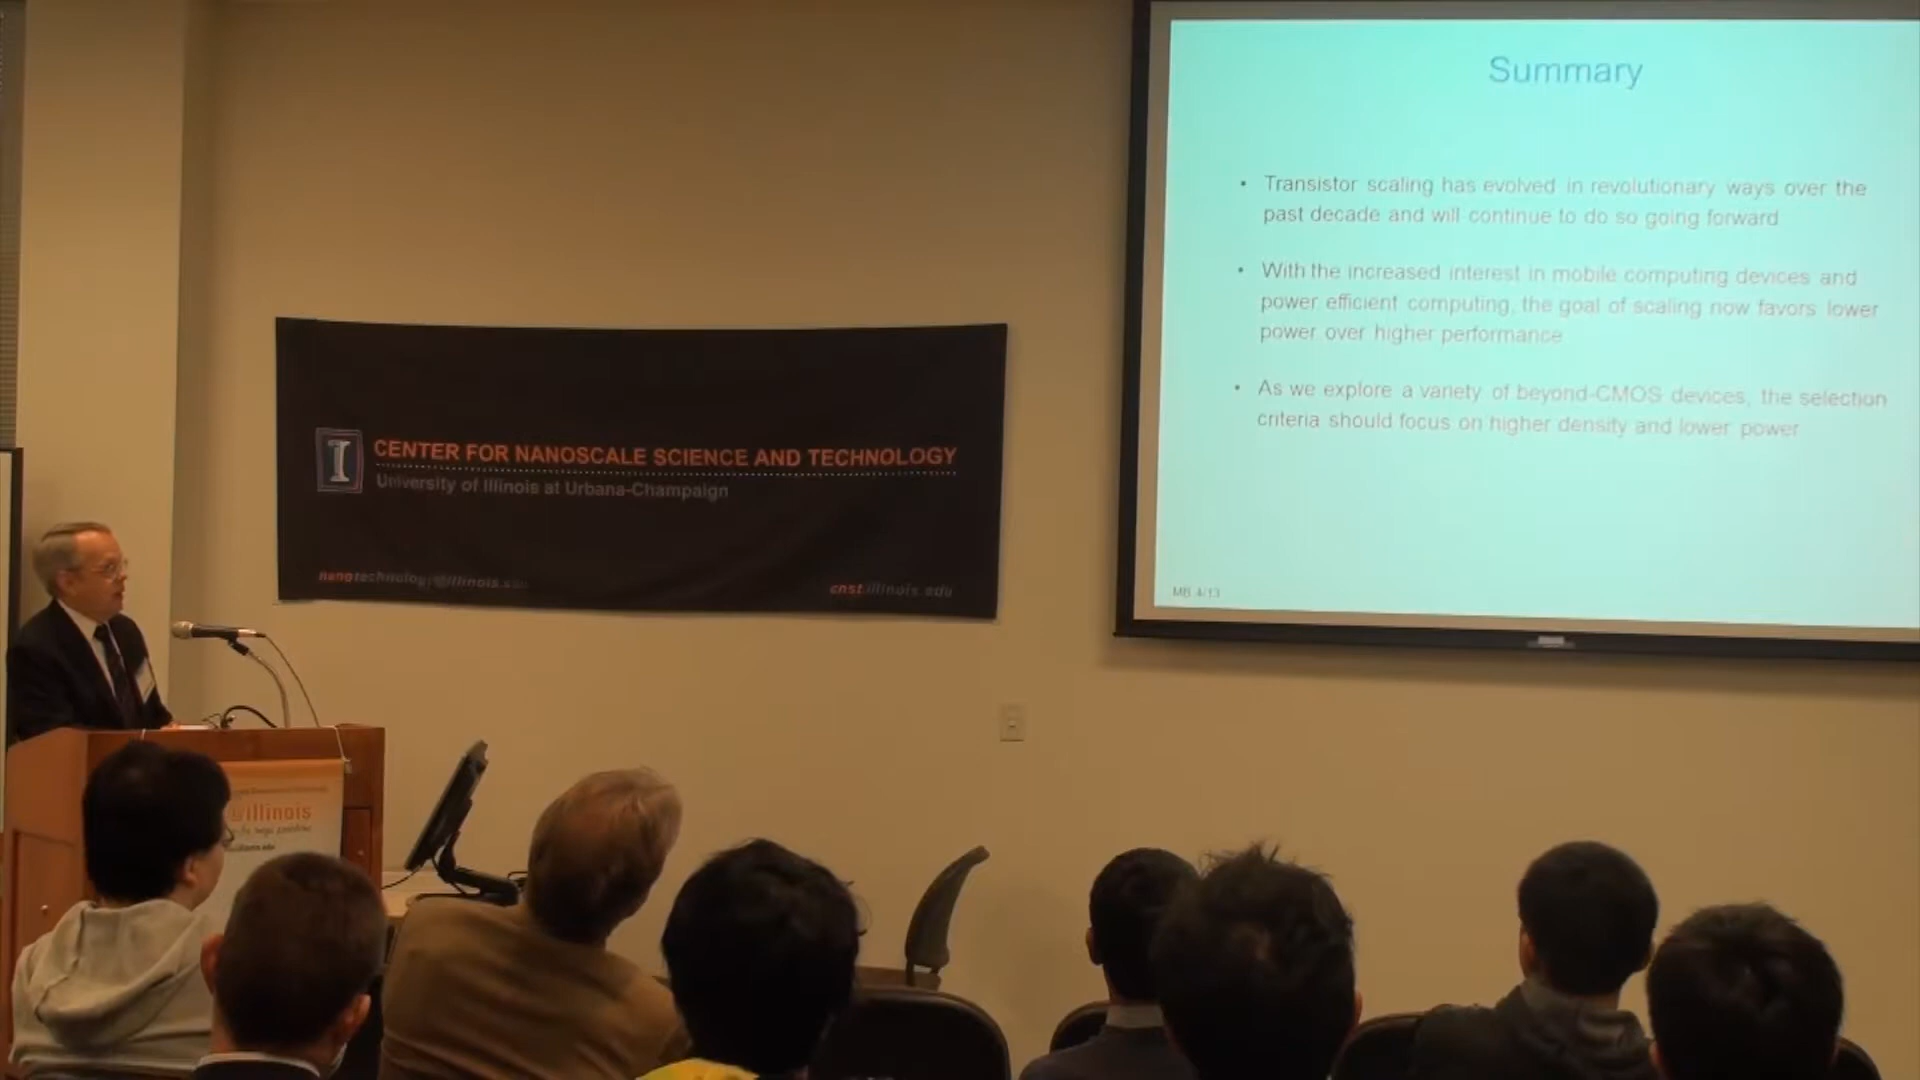 Summary
• Transistor scaling has evolved in revolutionary ways over the
past decade and will continue to do so going forward
• With the increased interest in mobile computing devices and
power efficient computing, the goal of scaling now favors lower
power over higher performance
• As we explore a variety of beyond-CMOS devices, the selection
criteria should focus on higher density and lower power
MB 4/13
I
CENTER FOR NANOSCALE SCIENCE AND TECHNOLOGY
University of Illinois at Urbana-Champaign
nanotechnology@illinois.edu
cnst.illinois.edu
illinois